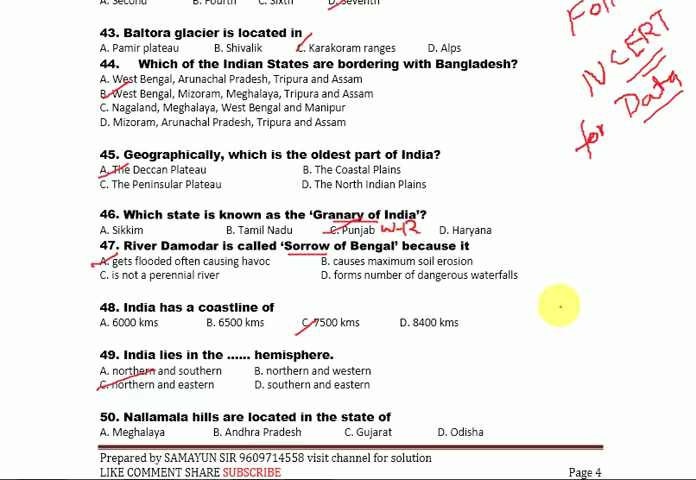 A. Second B. Fourth C. Sixth D. Seventh
43. Baltora glacier is located in
A. Pamir plateau B. Shivalik C. Karakoram ranges D. Alps
44. Which of the Indian States are bordering with Bangladesh?
A. West Bengal, Arunachal Pradesh, Tripura and Assam
B. West Bengal, Mizoram, Meghalaya, Tripura and Assam
C. Nagaland, Meghalaya, West Bengal and Manipur
D. Mizoram, Arunachal Pradesh, Tripura and Assam
NCERT
for Data
45. Geographically, which is the oldest part of India?
A. The Deccan Plateau B. The Coastal Plains
C. The Peninsular Plateau D. The North Indian Plains
46. Which state is known as the ‘Granary of India’?
A. Sikkim B. Tamil Nadu C. Punjab D. Haryana
47. River Damodar is called ‘Sorrow of Bengal’ because it
A. gets flooded often causing havoc B. causes maximum soil erosion
C. is not a perennial river D. forms number of dangerous waterfalls
48. India has a coastline of
A. 6000 kms B. 6500 kms C. 7500 kms D. 8400 kms
49. India lies in the ...... hemisphere.
A. northern and southern B. northern and western
C. northern and eastern D. southern and eastern
50. Nallamala hills are located in the state of
A. Meghalaya B. Andhra Pradesh C. Gujarat D. Odisha
Prepared by SAMAYUN SIR 9609714558 visit channel for solution
LIKE COMMENT SHARE SUBSCRIBE Page 4